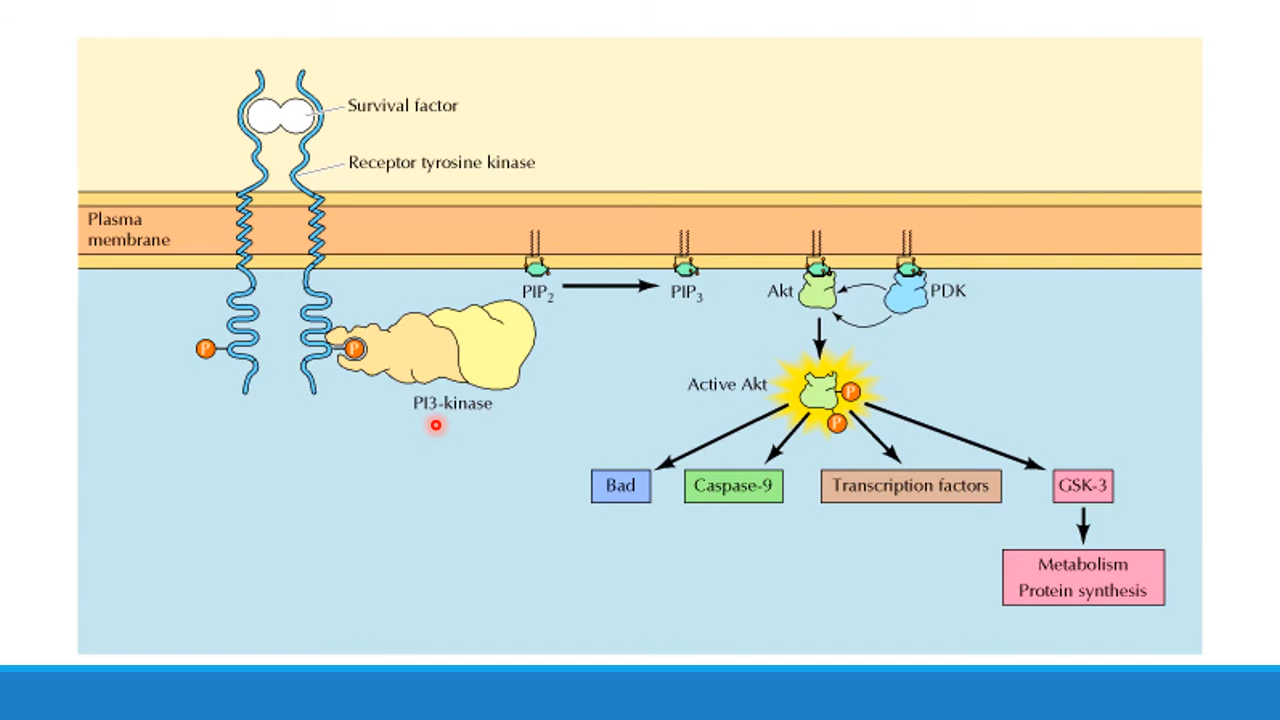 Survival factor
Receptor tyrosine kinase
Plasma
membrane
PIP2
PIP3
Akt
PDK
P
P
PI3-kinase
Active Akt
P
P
Bad
Caspase-9
Transcription factors
GSK-3
Metabolism
Protein synthesis